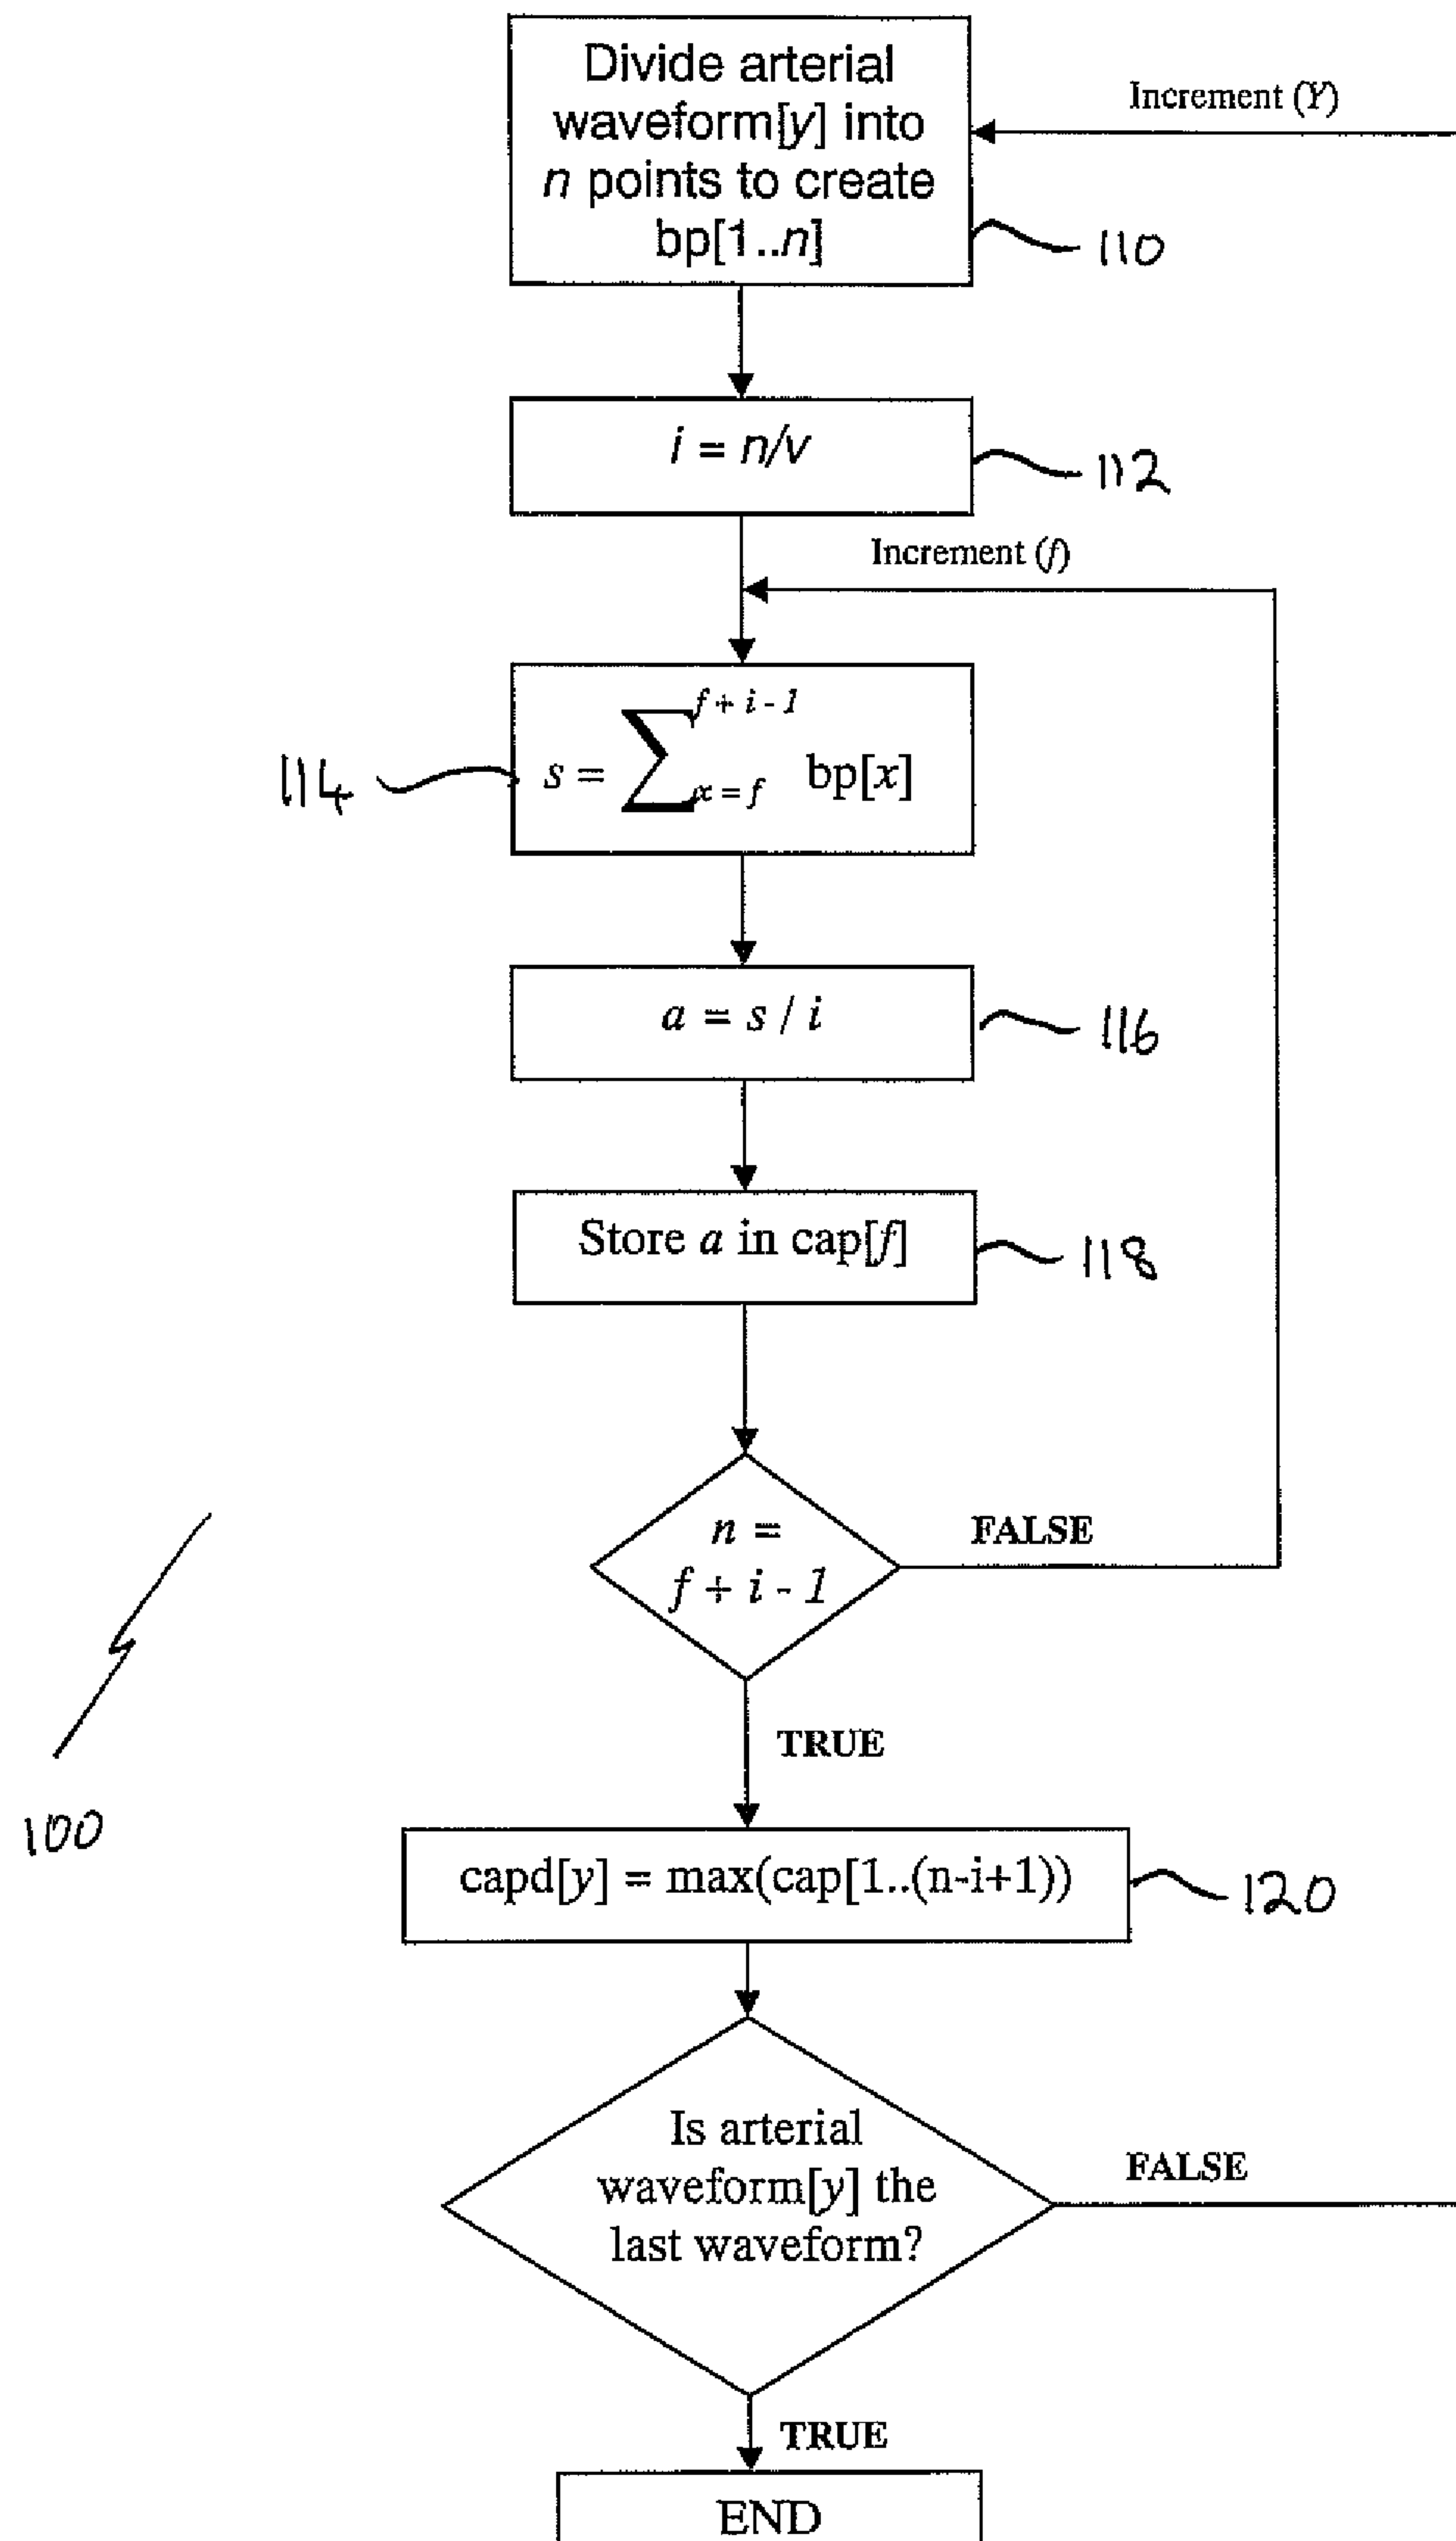 Divide arterial
waveform[y] into
n points to create
bp[1..n]
Increment (Y)
110
i = n/v
112
Increment (f)
s = ∑ f + i - 1 x = f bp[x]
114
a = s / i
116
Store a in cap[f]
118
n =
f + i - 1
FALSE
TRUE
100
capd[y] = max(cap[1..(n-i+1))
120
Is arterial
waveform[y] the
last waveform?
FALSE
TRUE
END